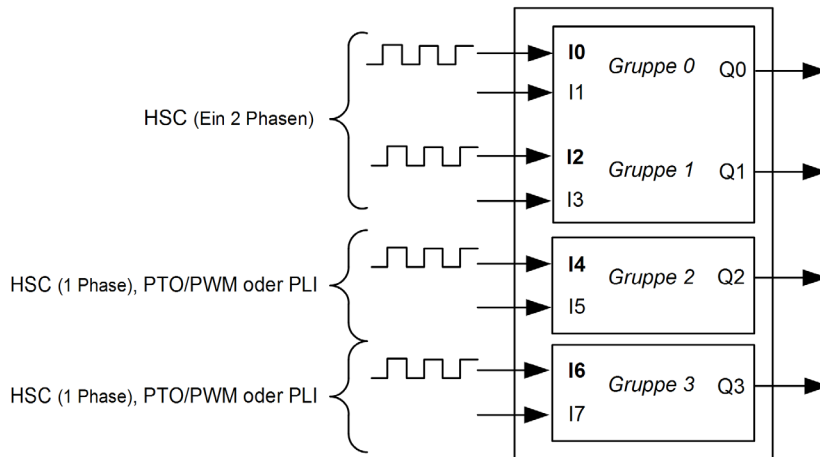 I0
Gruppe 0
Q0
I1
HSC (Ein 2 Phasen)
I2
Gruppe 1
Q1
I3
HSC (1 Phase), PTO/PWM oder PLI
I4
Gruppe 2
Q2
I5
HSC (1 Phase), PTO/PWM oder PLI
I6
Gruppe 3
Q3
I7